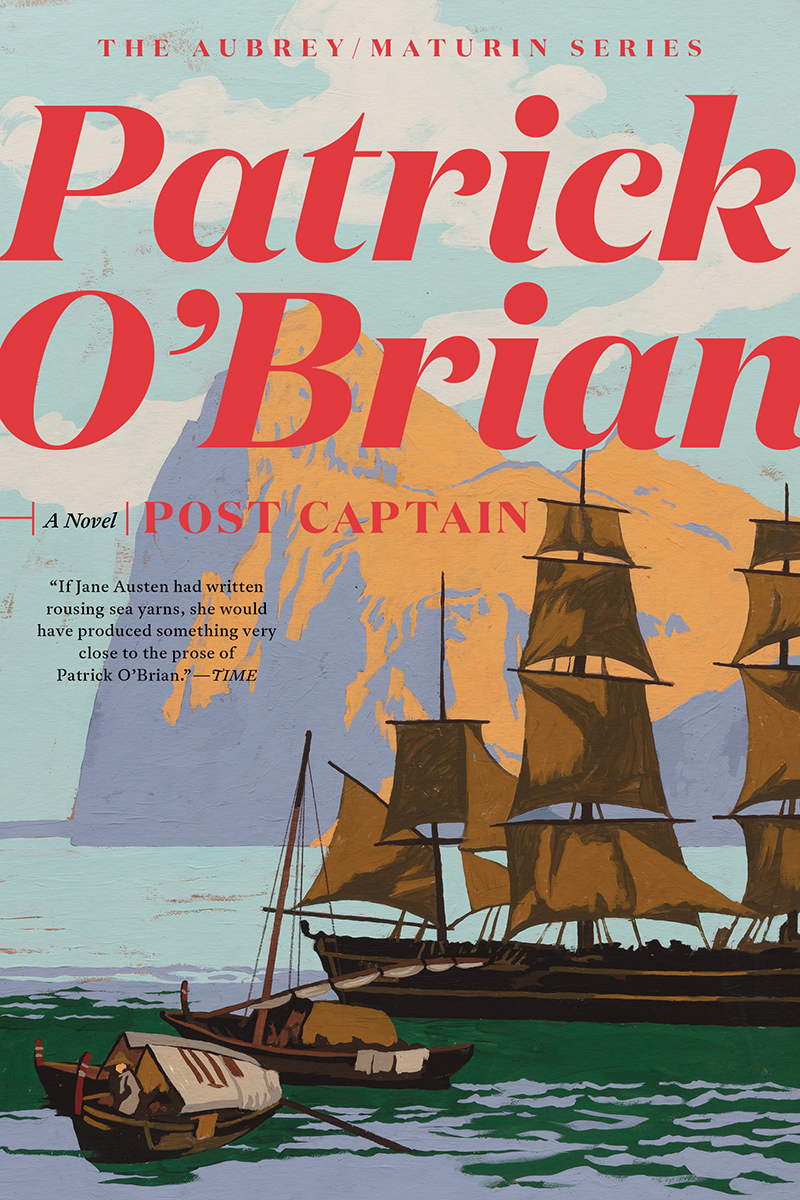 THE AUBREY/MATURIN SERIES
Patrick
O’Brian
A Novel POST CAPTAIN
“If Jane Austen had written
rousing sea yarns, she would
have produced something very
close to the prose of
Patrick O’Brian.”—TIME